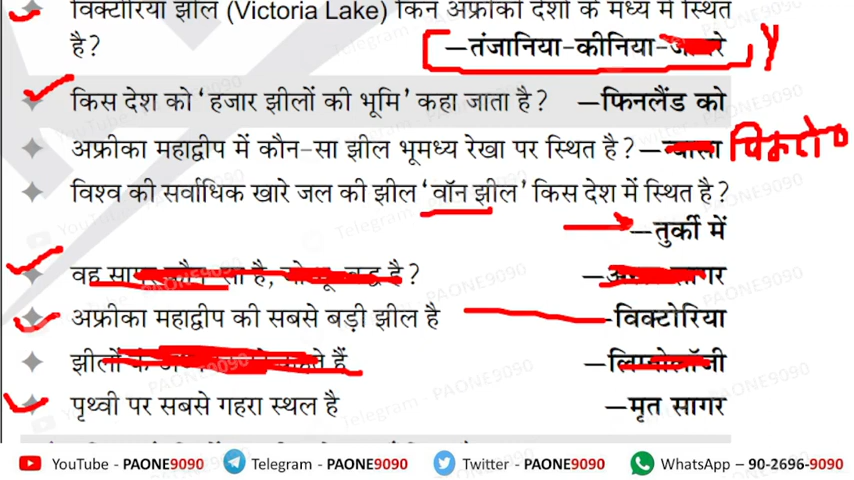 विक्टोरिया झील (Victoria Lake) किन अफ्रीकी देशों के मध्य में स्थित
है? –तंजानिया–कीनिया– Y
किस देश को ‘हजार झीलों की भूमि’ कहा जाता है? –फिनलैंड को
अफ्रीका महाद्वीप में कौन–सा झील भूमध्य रेखा पर स्थित है?–
विश्व की सर्वाधिक खारे जल की झील ‘वॉन झील’ किस देश में स्थित है?
–तुर्की में
वह है? सागर
अफ्रीका महाद्वीप की सबसे बड़ी झील है –विक्टोरिया
झीलों के हैं –लिम्नोलॉजी
पृथ्वी पर सबसे गहरा स्थल है –मृत सागर
YouTube - PAONE9090 Telegram - PAONE9090 Twitter - PAONE9090 WhatsApp – 90-2696-9090